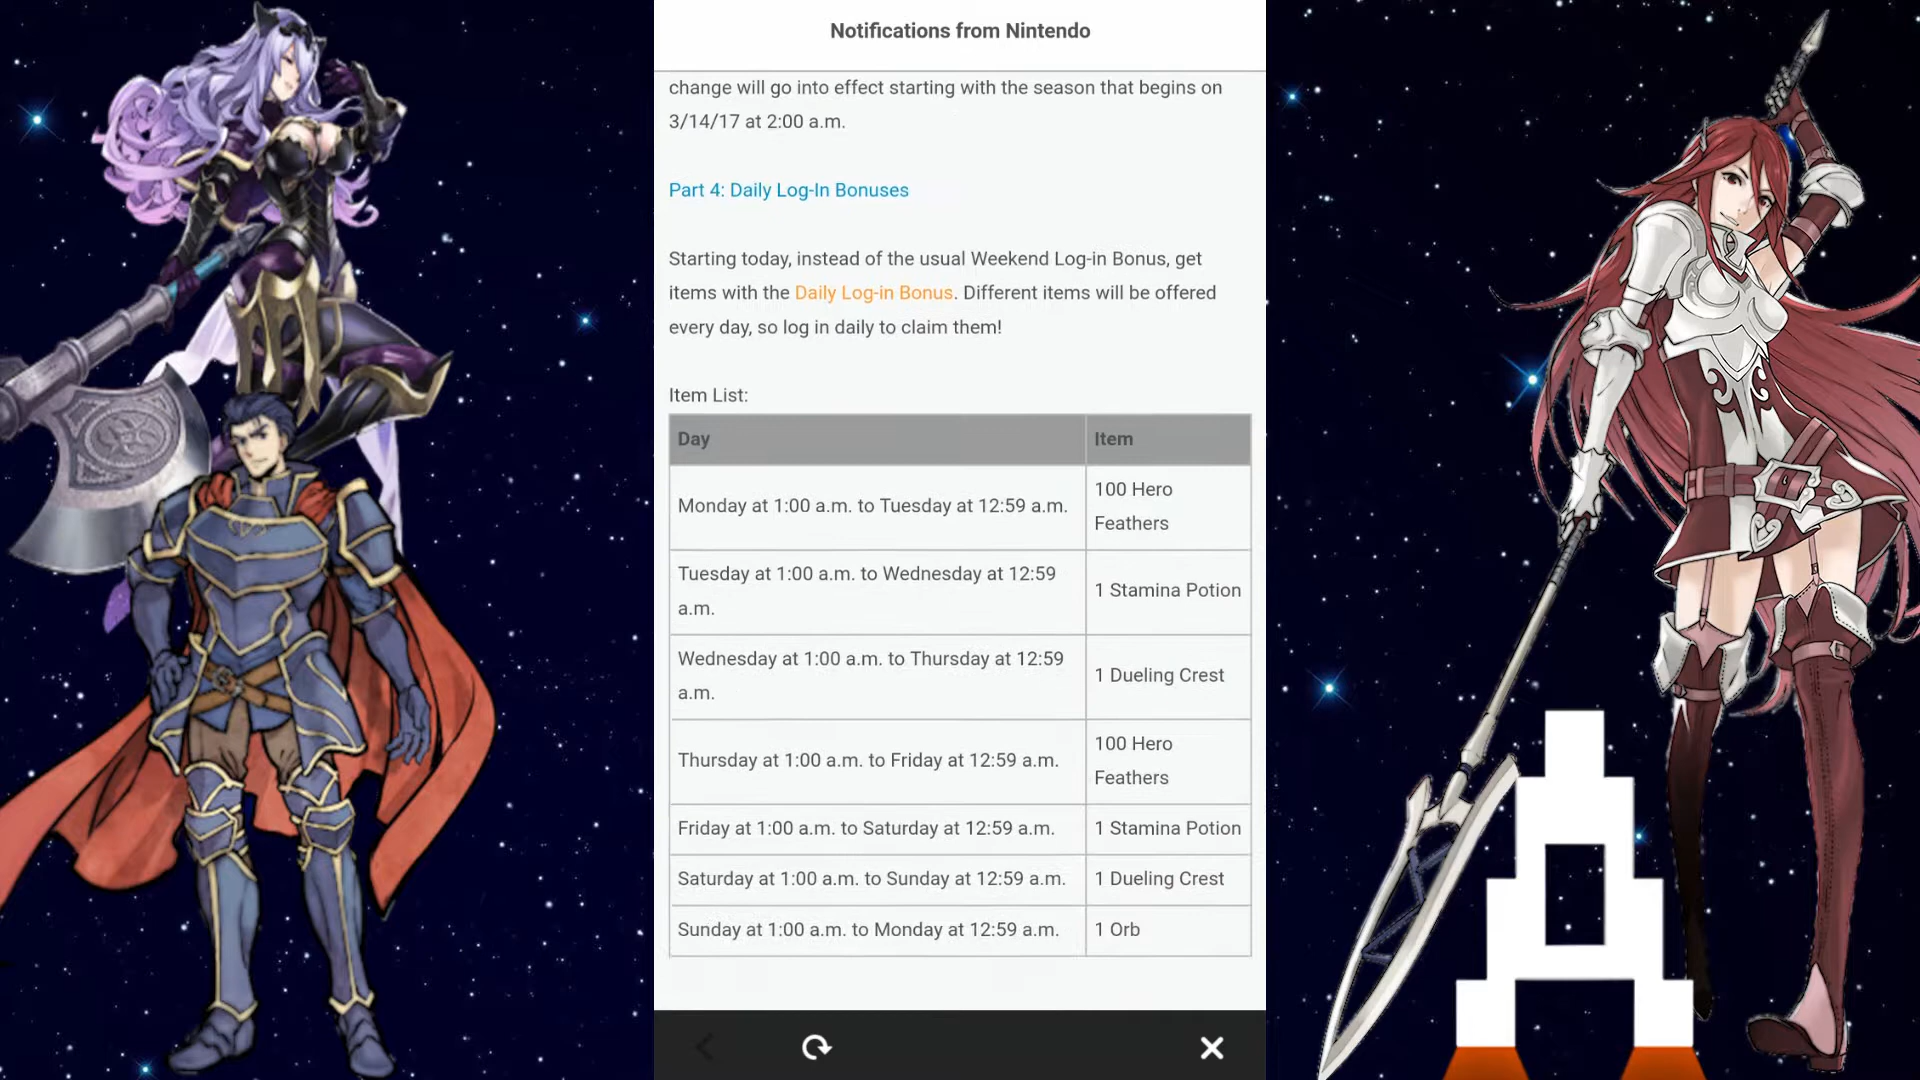 Notifications from Nintendo
change will go into effect starting with the season that begins on
3/14/17 at 2:00 a.m.
Part 4: Daily Log-In Bonuses
Starting today, instead of the usual Weekend Log-in Bonus, get
items with the Daily Log-in Bonus. Different items will be offered
every day, so log in daily to claim them!
Item List:
Day Item
Monday at 1:00 a.m. to Tuesday at 12:59 a.m. 100 Hero
Feathers
Tuesday at 1:00 a.m. to Wednesday at 12:59
a.m.
1 Stamina Potion
Wednesday at 1:00 a.m. to Thursday at 12:59
a.m.
1 Dueling Crest
Thursday at 1:00 a.m. to Friday at 12:59 a.m. 100 Hero
Feathers
Friday at 1:00 a.m. to Saturday at 12:59 a.m. 1 Stamina Potion
Saturday at 1:00 a.m. to Sunday at 12:59 a.m. 1 Dueling Crest
Sunday at 1:00 a.m. to Monday at 12:59 a.m. 1 Orb